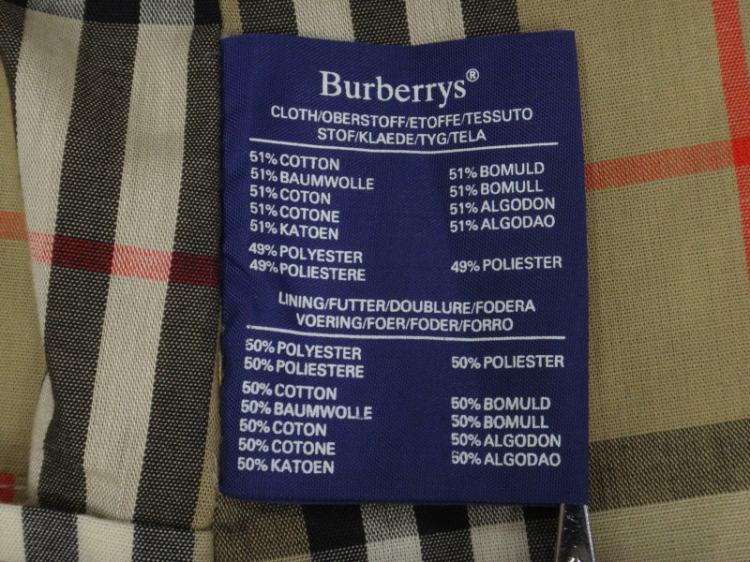 Burberrys®
CLOTH/OBERSTOFF/ETOFFE/TESSUTO
STOF/KLAEDE/TYG/TELA
51% COTTON
51% BAUMWOLLE
51% COTON
51% COTONE
51% KATOEN
51% BOMULD
51% BOMULL
51% ALGODON
51% ALGODAO
49% POLYESTER
49% POLIESTERE
49% POLIESTER
LINING/FUTTER/DOUBLURE/FODERA
VOERING/FOER/FODER/FORRO
50% POLYESTER
50% POLIESTERE
50% POLIESTER
50% COTTON
50% BAUMWOLLE
50% COTON
50% COTONE
50% KATOEN
50% BOMULD
50% BOMULL
50% ALGODON
50% ALGODAO